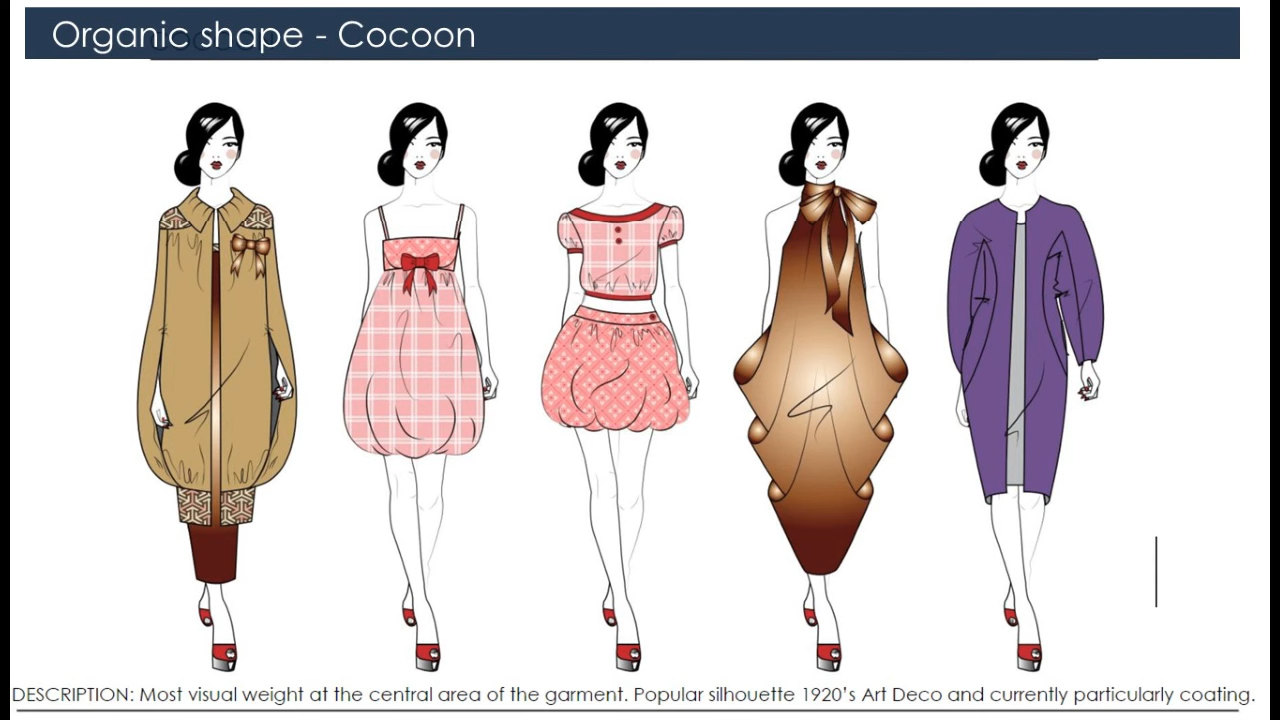 Organic shape - Cocoon
DESCRIPTION: Most visual weight at the central area of the garment. Popular silhouette 1920’s Art Deco and currently particularly coating.